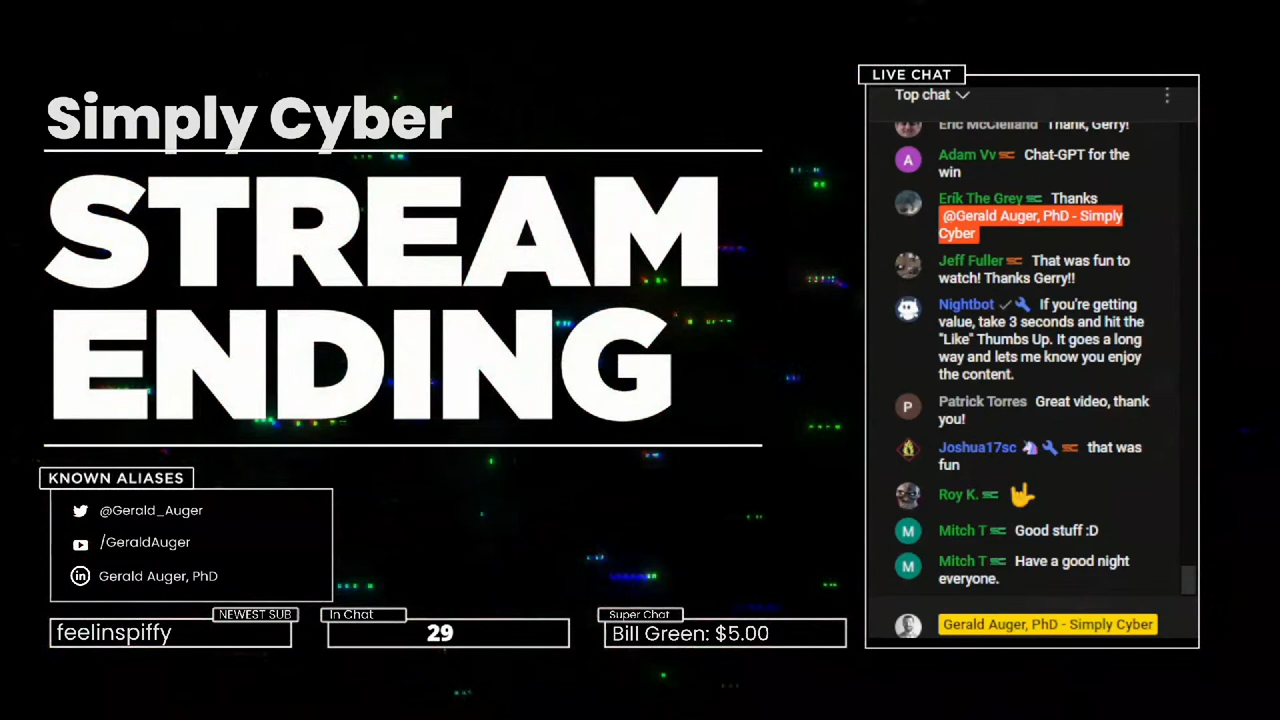 Simply Cyber
STREAM
ENDING
KNOWN ALIASES
@Gerald_Auger
/GeraldAuger
Gerald Auger, PhD
NEWEST SUB
feelinspiffy
In Chat
29
Super Chat
Bill Green: $5.00
LIVE CHAT
Top chat
Eric McClelland Thank, Gerry!
A
Adam Vv Chat-GPT for the
win
Erik The Grey Thanks
@Gerald Auger, PhD - Simply
Cyber
Jeff Fuller That was fun to
watch! Thanks Gerry!!
Nightbot If you're getting
value, take 3 seconds and hit the
"Like" Thumbs Up. It goes a long
way and lets me know you enjoy
the content.
P
Patrick Torres Great video, thank
you!
Joshua17sc that was
fun
Roy K.
M
Mitch T Good stuff :D
M
Mitch T Have a good night
everyone.
Gerald Auger, PhD - Simply Cyber